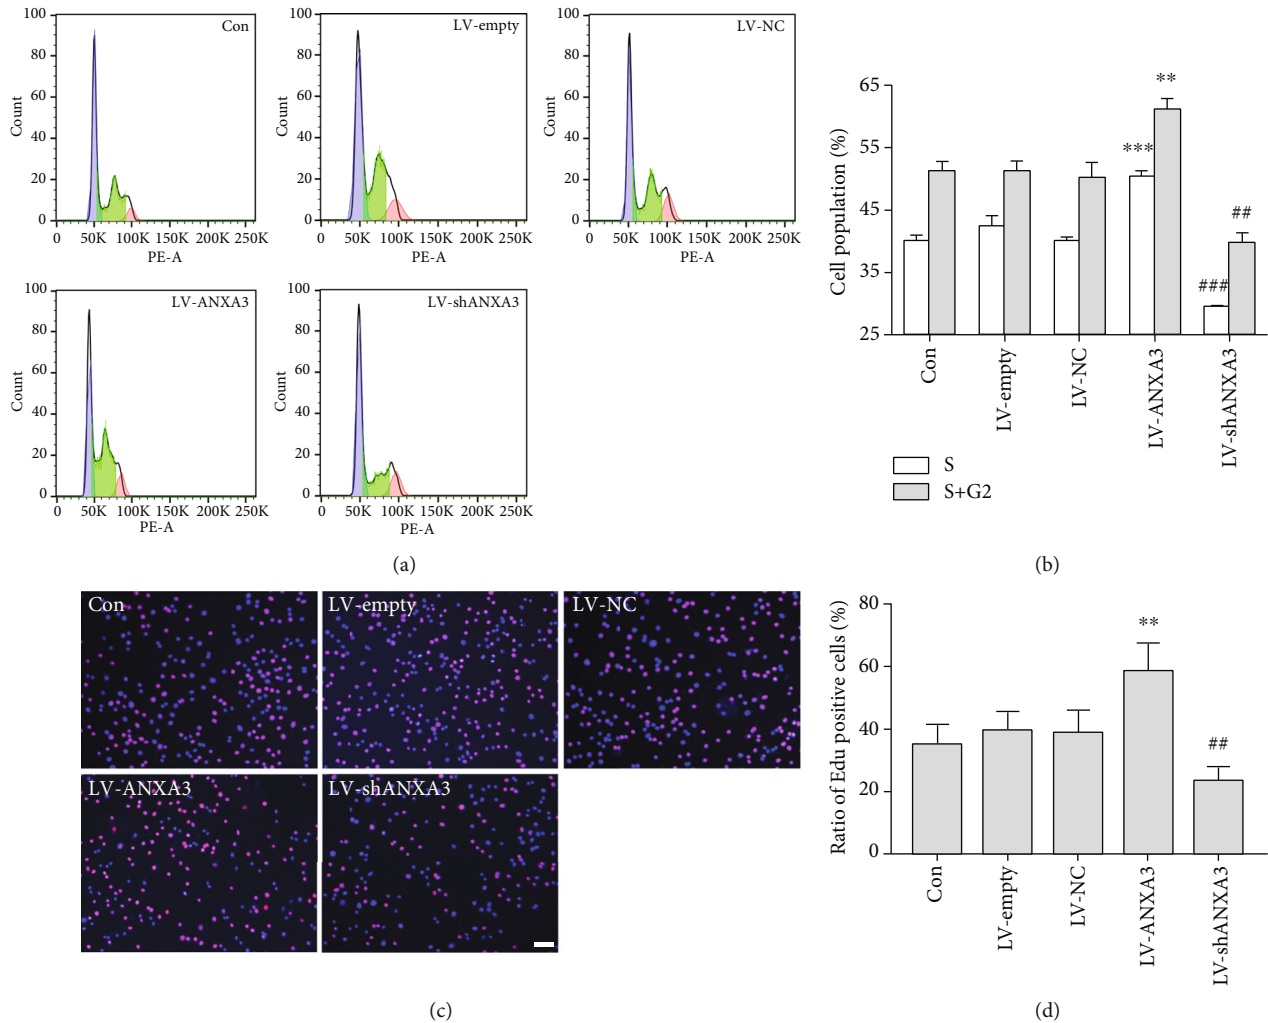 Con
Count
100
80
60
40
20
0
0 50K 100K 150K 200K 250K
PE-A
LV-empty
Count
100
80
60
40
20
0
0 50K 100K 150K 200K 250K
PE-A
LV-NC
Count
100
80
60
40
20
0
0 50K 100K 150K 200K 250K
PE-A
LV-ANXA3
Count
100
80
60
40
20
0
0 50K 100K 150K 200K 250K
PE-A
LV-shANXA3
Count
100
80
60
40
20
0
0 50K 100K 150K 200K 250K
PE-A
(a)
Cell population (%)
65
55
45
35
25
***
**
###
##
Con
LV-empty
LV-NC
LV-ANXA3
LV-shANXA3
S
S+G2
(b)
Con
LV-empty
LV-NC
LV-ANXA3
LV-shANXA3
(c)
Ratio of Edu positive cells (%)
80
60
40
20
0
**
##
Con
LV-empty
LV-NC
LV-ANXA3
LV-shANXA3
(d)